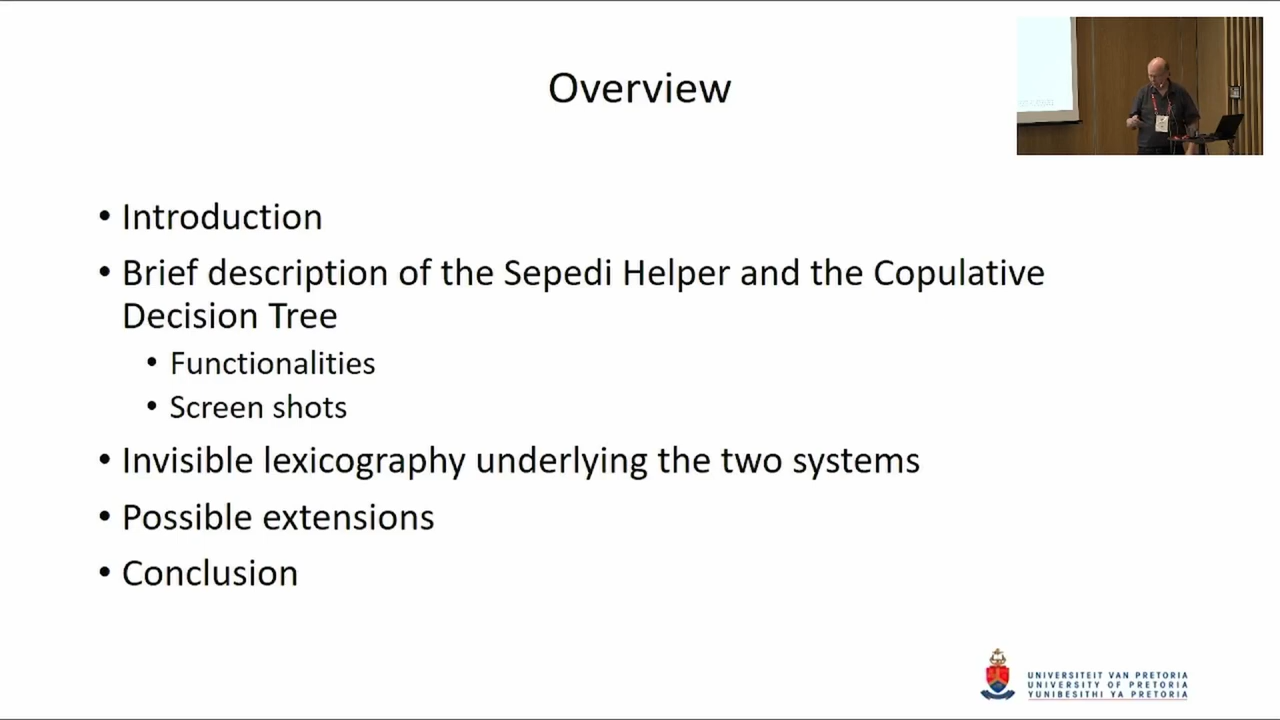 Overview
• Introduction
• Brief description of the Sepedi Helper and the Copulative
Decision Tree
• Functionalities
• Screen shots
• Invisible lexicography underlying the two systems
• Possible extensions
• Conclusion
UNIVERSITEIT VAN PRETORIA
UNIVERSITY OF PRETORIA
YUNIBESITHI YA PRETORIA